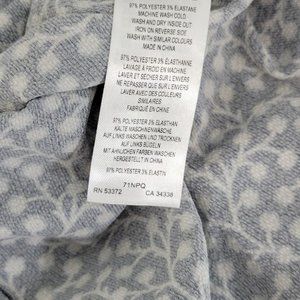 97% POLYESTER 3% ELASTANE
MACHINE WASH COLD
WASH AND DRY INSIDE OUT
IRON ON REVERSE SIDE
WASH WITH SIMILAR COLOURS
MADE IN CHINA
97% POLYESTER 3% ELASTHANNE
LAVAGE À FROID EN MACHINE
LAVER ET SÉCHER SUR L'ENVERS
NE REPASSER QUE SUR L'ENVERS
LAVER AVEC DES COULEURS
SIMILAIRES
FABRIQUÉ EN CHINE
97% POLYESTER 3% ELASTHAN
KALTE MASCHINENWÄSCHE
AUF LINKS WASCHEN UND TROCKNEN
AUF LINKS BÜGELN
MIT ÄHNLICHEN FARBEN WASCHEN
HERGESTELLT IN CHINA
97% POLYESTER 3% ELASTIN
71NPQ
RN 53372 CA 34338